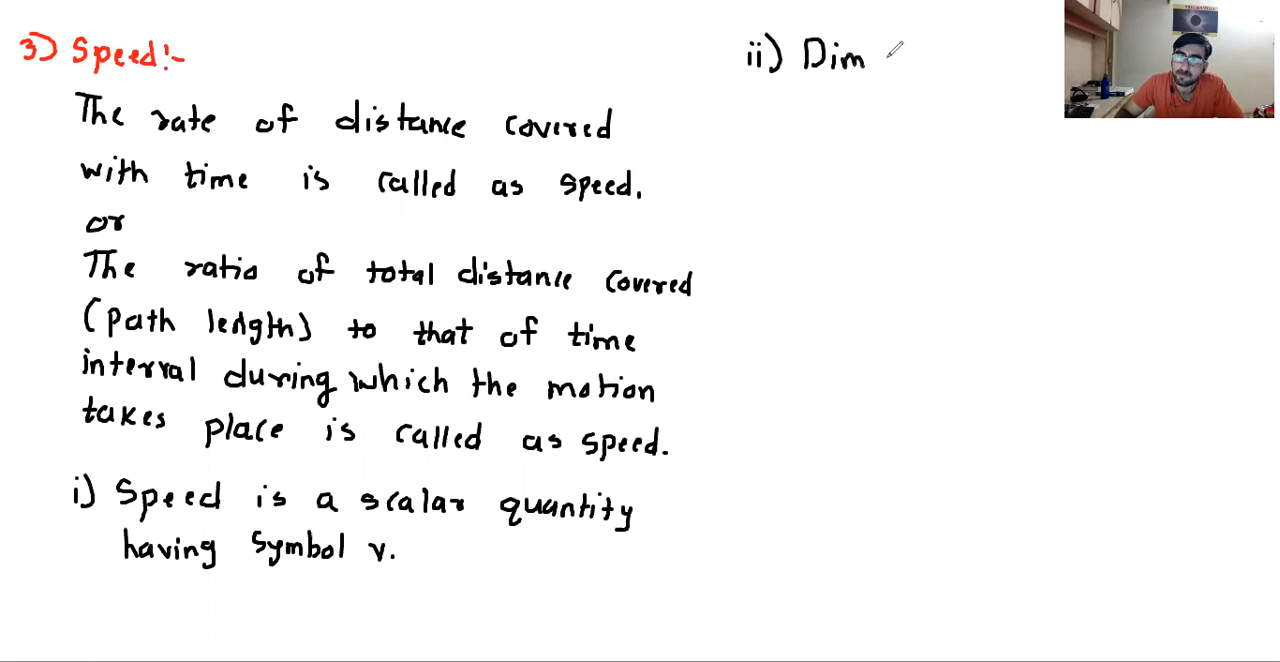 3) Speed:-
The rate of distance covered
with time is called as speed.
or
The ratio of total distance covered
(path length) to that of time
interval during which the motion
takes place is called as speed.
i) Speed is a scalar quantity
having symbol v.
ii) Dim